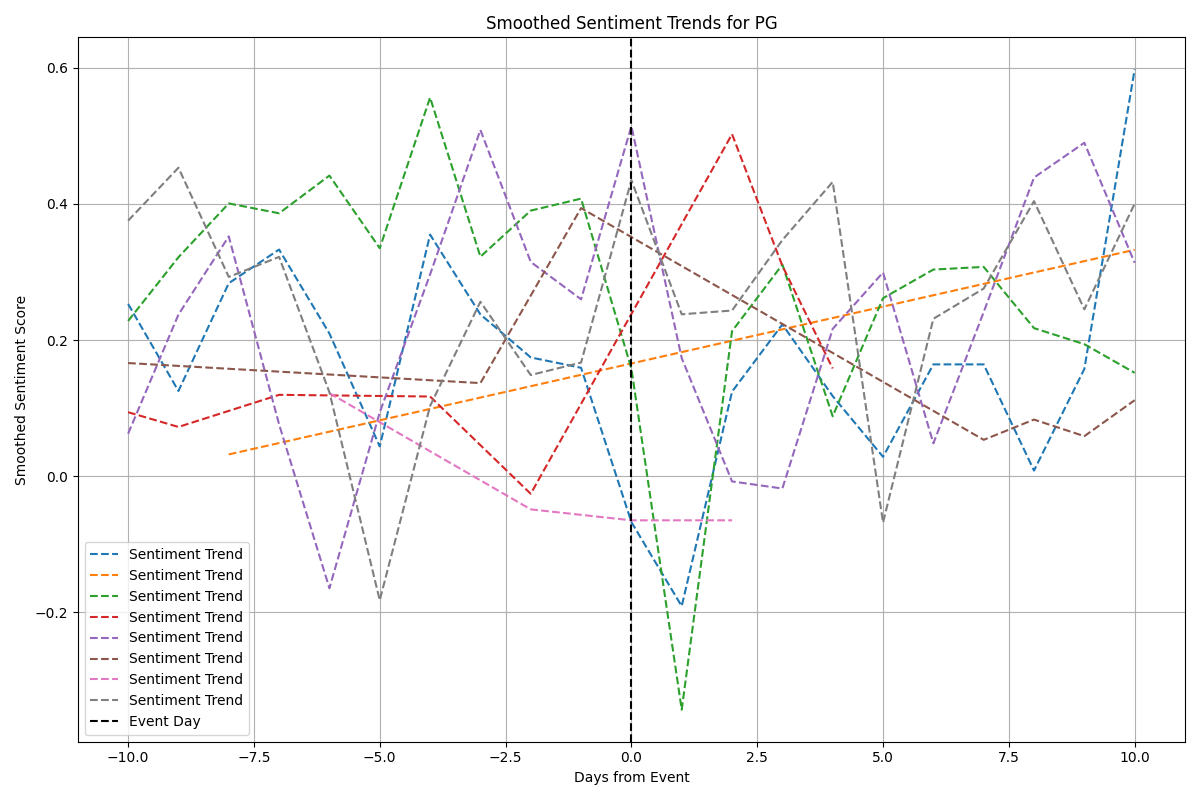 Smoothed Sentiment Trends for PG
Smoothed Sentiment Score
0.6
0.4
0.2
0.0
−0.2
Sentiment Trend
Sentiment Trend
Sentiment Trend
Sentiment Trend
Sentiment Trend
Sentiment Trend
Sentiment Trend
Sentiment Trend
Event Day
−10.0 −7.5 −5.0 −2.5 0.0 2.5 5.0 7.5 10.0
Days from Event